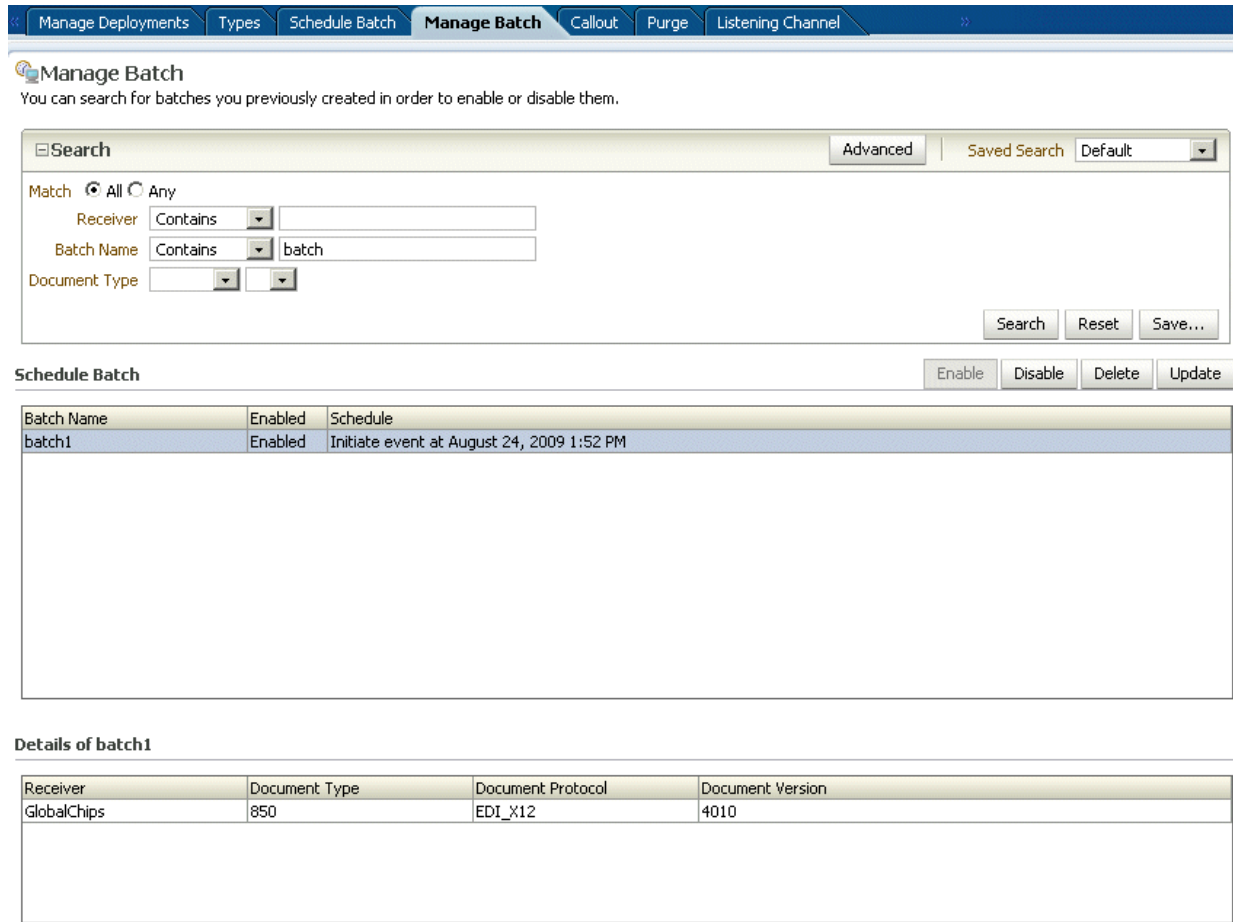 Manage Deployments Types Schedule Batch Manage Batch Callout Purge Listening Channel
Manage Batch
You can search for batches you previously created in order to enable or disable them.
Search Advanced Saved Search Default
Match All Any
Receiver Contains
Batch Name Contains batch
Document Type
Search Reset Save...
Schedule Batch Enable Disable Delete Update
Batch Name Enabled Schedule
batch1 Enabled Initiate event at August 24, 2009 1:52 PM
Details of batch1
Receiver Document Type Document Protocol Document Version
GlobalChips 850 EDI_X12 4010